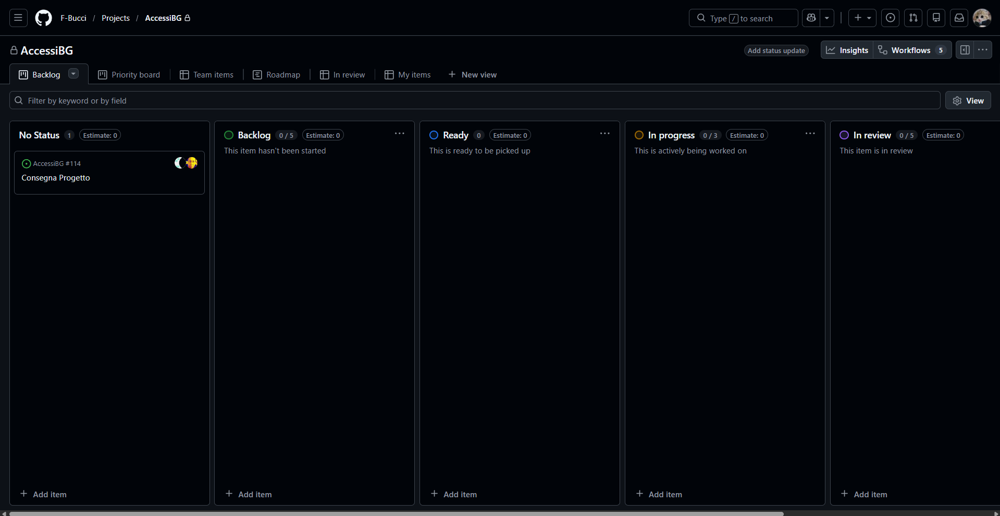 F-Bucci / Projects / AccessiBG
Type / to search
AccessiBG
Add status update
Insights
Workflows 5
Backlog
Priority board
Team items
Roadmap
In review
My items
New view
Filter by keyword or by field
View
No Status 1 Estimate: 0
AccessiBG #114
Consegna Progetto
Add item
Backlog 0 / 5 Estimate: 0
This item hasn't been started
Add item
Ready 0 Estimate: 0
This is ready to be picked up
Add item
In progress 0 / 3 Estimate: 0
This is actively being worked on
Add item
In review 0 / 5 Estimate: 0
This item is in review
Add item